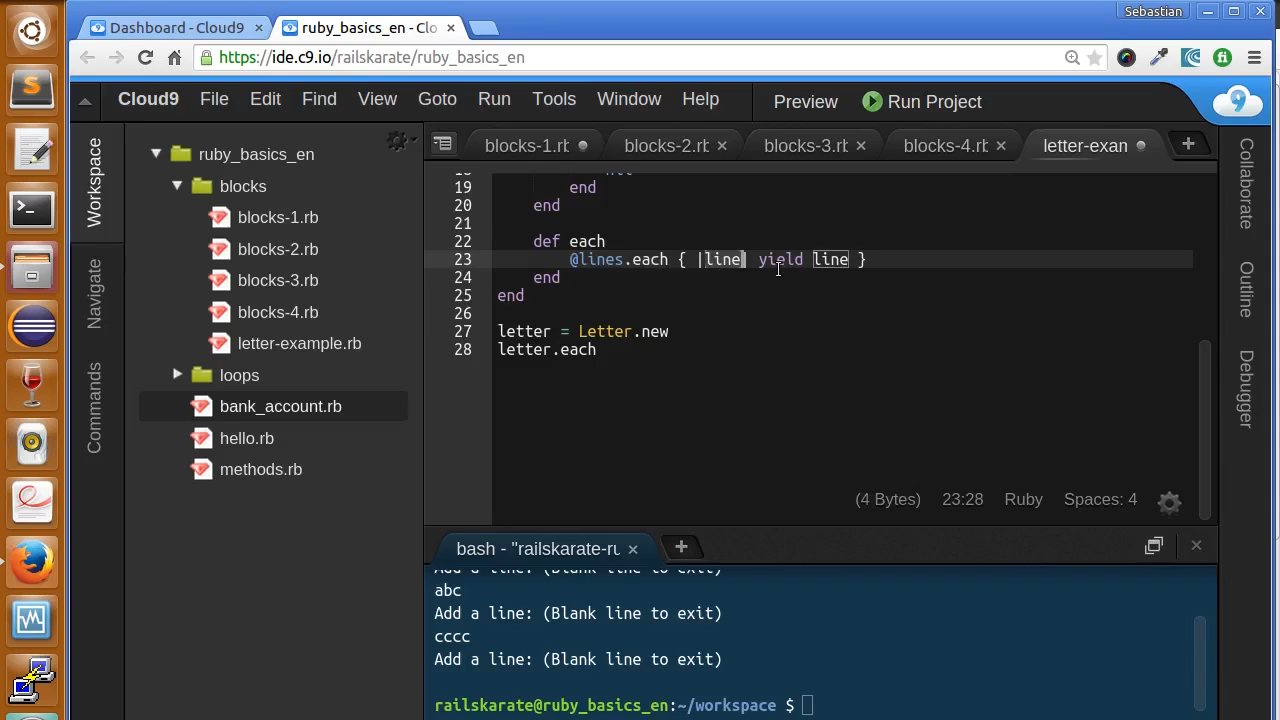 Sebastian
Dashboard - Cloud9
ruby_basics_en - Clo
https://ide.c9.io/railskarate/ruby_basics_en
Cloud9 File Edit Find View Goto Run Tools Window Help Preview Run Project
Workspace
Navigate
Commands
ruby_basics_en
blocks
blocks-1.rb
blocks-2.rb
blocks-3.rb
blocks-4.rb
letter-example.rb
loops
bank_account.rb
hello.rb
methods.rb
blocks-1.rb blocks-2.rb blocks-3.rb blocks-4.rb letter-exan
19 end
20 end
21
22 def each
23 @lines.each { |line| yield line }
24 end
25 end
26
27 letter = Letter.new
28 letter.each
(4 Bytes) 23:28 Ruby Spaces: 4
bash - "railskarate-ru
Add a line: (Blank line to exit)
abc
Add a line: (Blank line to exit)
cccc
Add a line: (Blank line to exit)
railskarate@ruby_basics_en:~/workspace $
Collaborate
Outline
Debugger